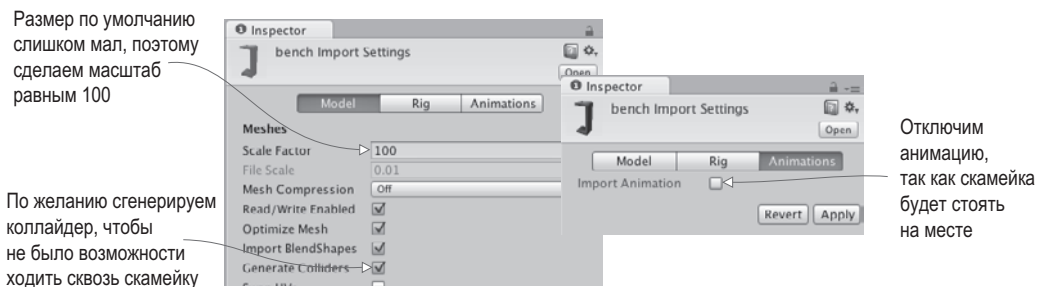 Размер по умолчанию
слишком мал, поэтому
сделаем масштаб
равным 100
По желанию сгенерируем
коллайдер, чтобы
не было возможности
ходить сквозь скамейку
Inspector
bench Import Settings
Open
Model Rig Animations
Meshes
Scale Factor 100
File Scale 0.01
Mesh Compression Off
Read/Write Enabled
Optimize Mesh
Import BlendShapes
Generate Colliders
Inspector
bench Import Settings
Open
Model Rig Animations
Import Animation
Revert Apply
Отключим
анимацию,
так как скамейка
будет стоять
на месте